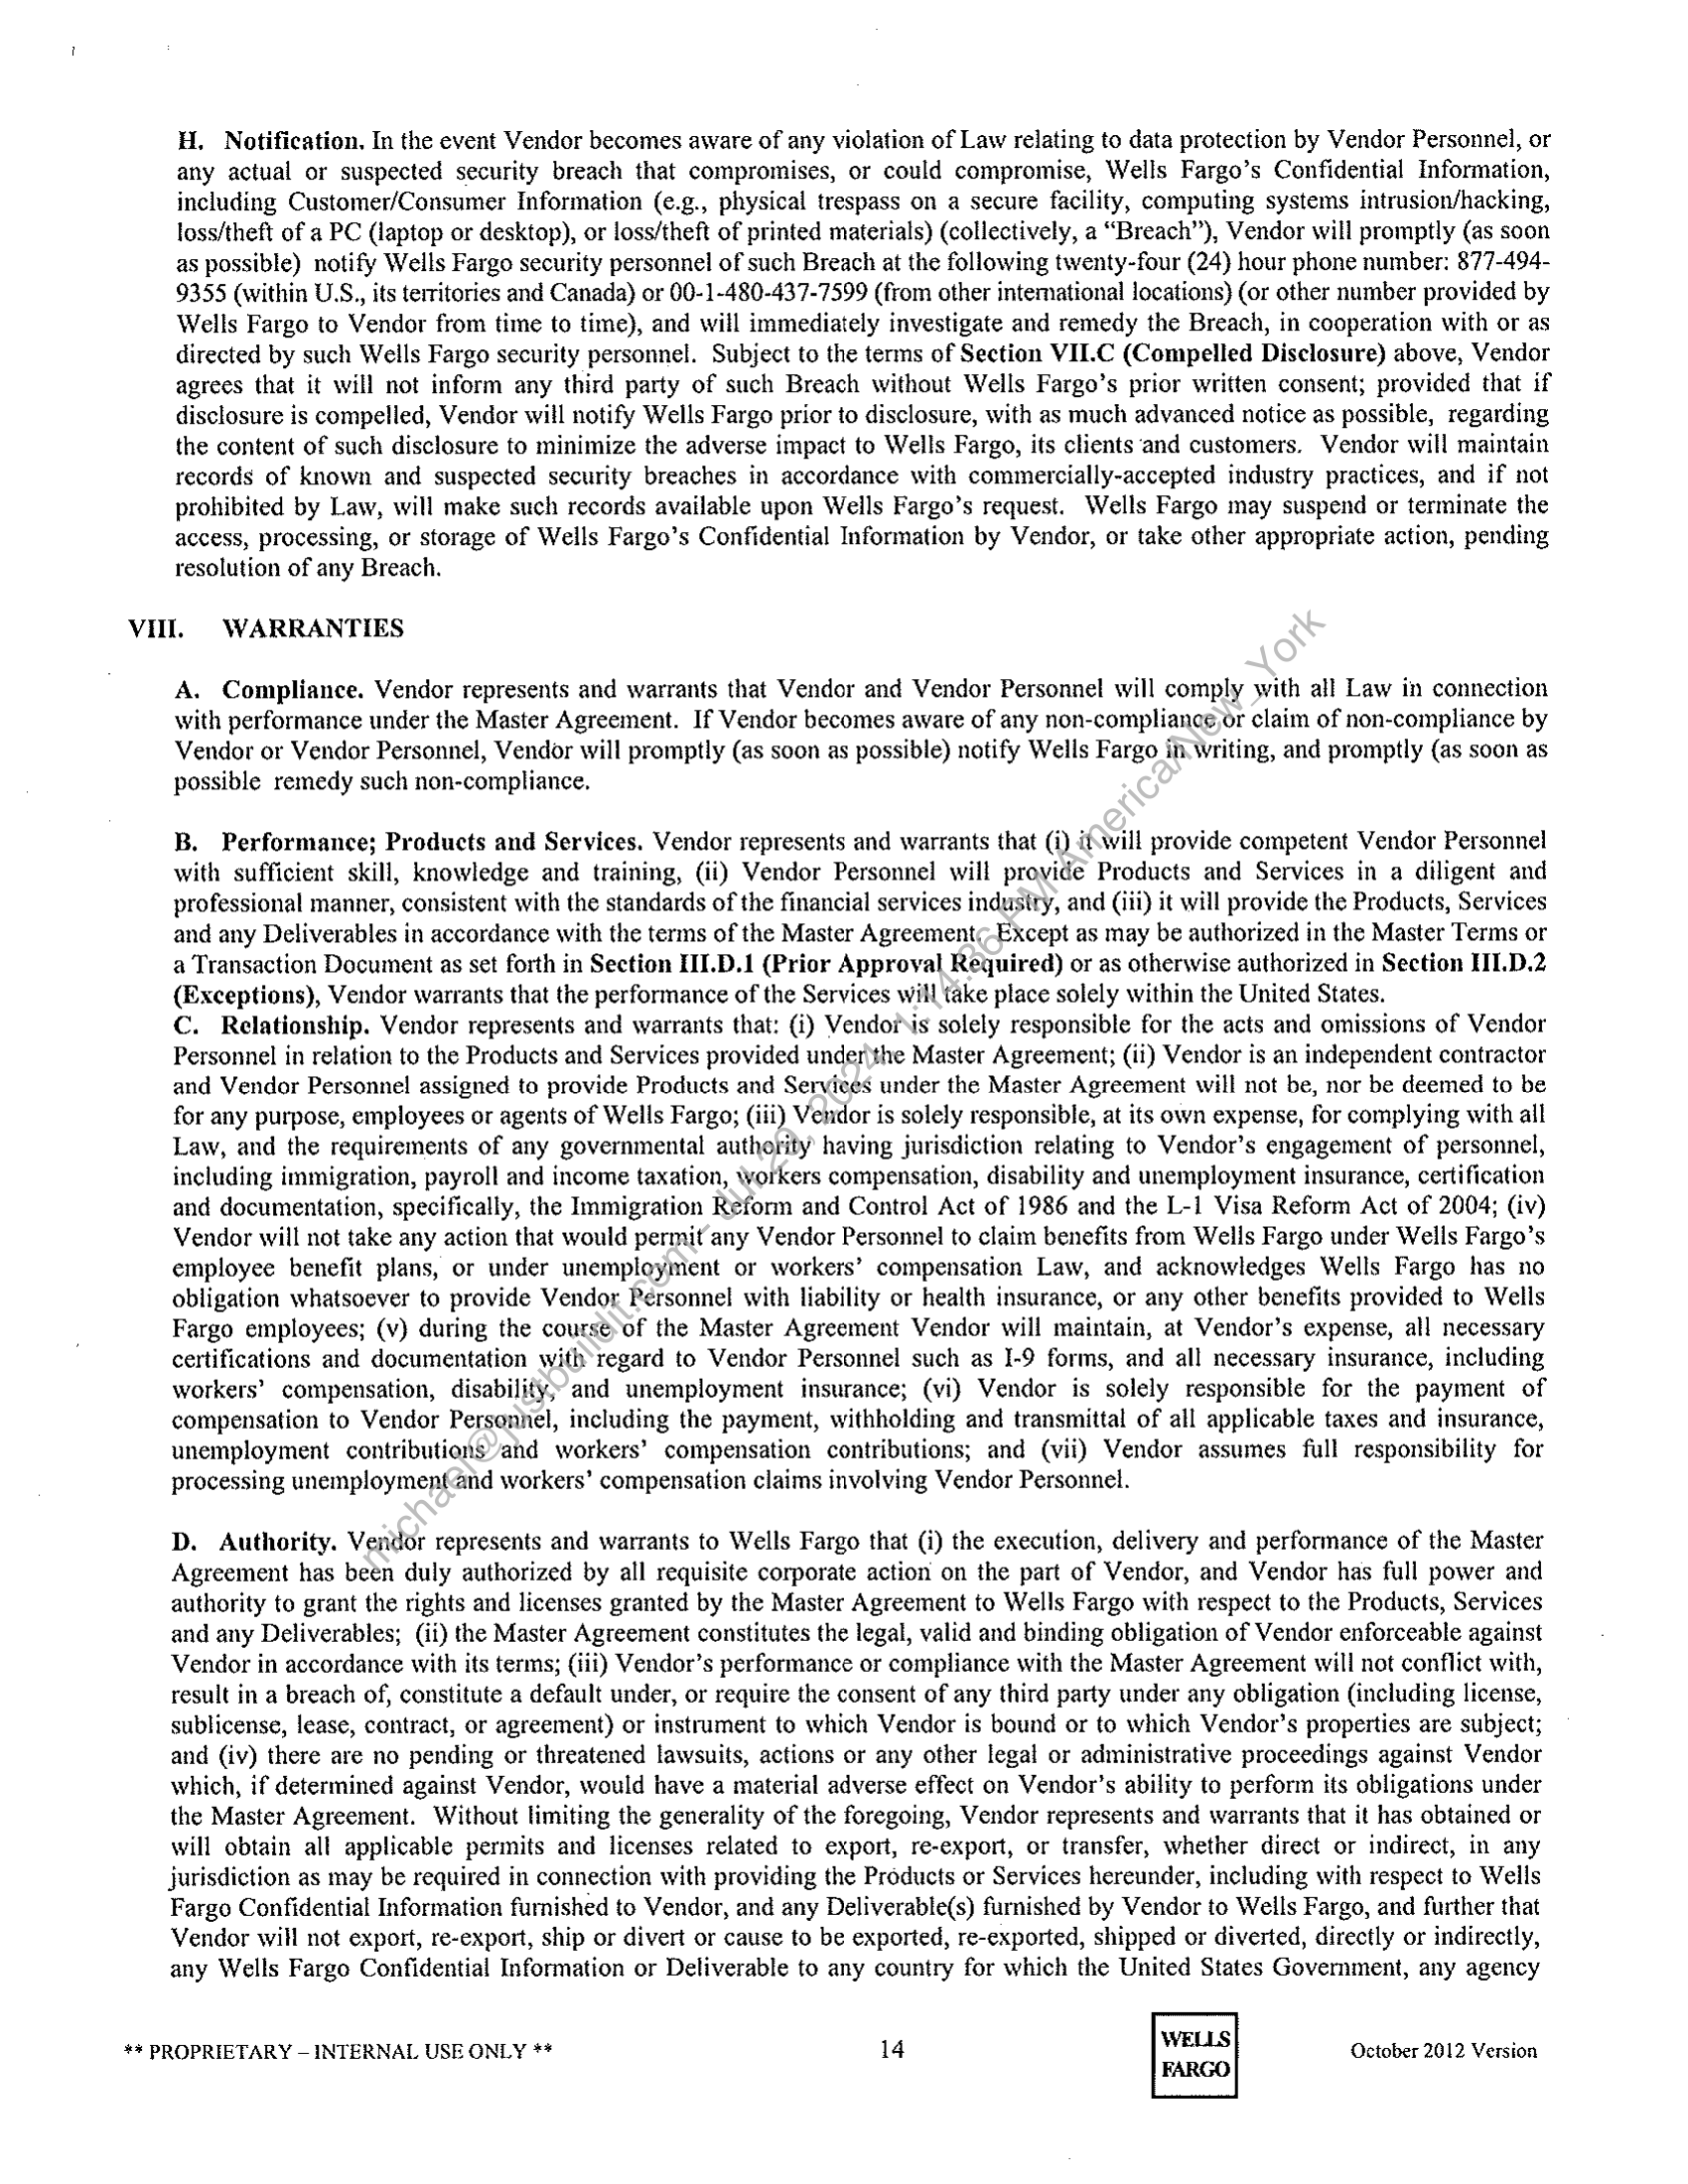 H. Notification. In the event Vendor becomes aware of any violation of Law relating to data protection by Vendor Personnel, or
any actual or suspected security breach that compromises, or could compromise, Wells Fargo's Confidential Information,
including Customer/Consumer Information (e.g., physical trespass on a secure facility, computing systems intrusion/hacking,
loss/theft of a PC (laptop or desktop), or loss/theft of printed materials) (collectively, a “Breach”), Vendor will promptly (as soon
as possible) notify Wells Fargo security personnel of such Breach at the following twenty-four (24) hour phone number: 877-494-
9355 (within U.S., its territories and Canada) or 00-1-480-437-7599 (from other international locations) (or other number provided by
Wells Fargo to Vendor from time to time), and will immediately investigate and remedy the Breach, in cooperation with or as
directed by such Wells Fargo security personnel. Subject to the terms of Section VII.C (Compelled Disclosure) above, Vendor
agrees that it will not inform any third party of such Breach without Wells Fargo's prior written consent; provided that if
disclosure is compelled, Vendor will notify Wells Fargo prior to disclosure, with as much advanced notice as possible, regarding
the content of such disclosure to minimize the adverse impact to Wells Fargo, its clients and customers. Vendor will maintain
records of known and suspected security breaches in accordance with commercially-accepted industry practices, and if not
prohibited by Law, will make such records available upon Wells Fargo's request. Wells Fargo may suspend or terminate the
access, processing, or storage of Wells Fargo's Confidential Information by Vendor, or take other appropriate action, pending
resolution of any Breach.
VIII. WARRANTIES
A. Compliance. Vendor represents and warrants that Vendor and Vendor Personnel will comply with all Law in connection
with performance under the Master Agreement. If Vendor becomes aware of any non-compliance or claim of non-compliance by
Vendor or Vendor Personnel, Vendor will promptly (as soon as possible) notify Wells Fargo in writing, and promptly (as soon as
possible remedy such non-compliance.
B. Performance; Products and Services. Vendor represents and warrants that (i) it will provide competent Vendor Personnel
with sufficient skill, knowledge and training, (ii) Vendor Personnel will provide Products and Services in a diligent and
professional manner, consistent with the standards of the financial services industry, and (iii) it will provide the Products, Services
and any Deliverables in accordance with the terms of the Master Agreement. Except as may be authorized in the Master Terms or
a Transaction Document as set forth in Section III.D.1 (Prior Approval Required) or as otherwise authorized in Section III.D.2
(Exceptions), Vendor warrants that the performance of the Services will take place solely within the United States.
C. Relationship. Vendor represents and warrants that: (i) Vendor is solely responsible for the acts and omissions of Vendor
Personnel in relation to the Products and Services provided under the Master Agreement; (ii) Vendor is an independent contractor
and Vendor Personnel assigned to provide Products and Services under the Master Agreement will not be, nor be deemed to be
for any purpose, employees or agents of Wells Fargo; (iii) Vendor is solely responsible, at its own expense, for complying with all
Law, and the requirements of any governmental authority having jurisdiction relating to Vendor's engagement of personnel,
including immigration, payroll and income taxation, workers compensation, disability and unemployment insurance, certification
and documentation, specifically, the Immigration Reform and Control Act of 1986 and the L-1 Visa Reform Act of 2004; (iv)
Vendor will not take any action that would permit any Vendor Personnel to claim benefits from Wells Fargo under Wells Fargo's
employee benefit plans, or under unemployment or workers' compensation Law, and acknowledges Wells Fargo has no
obligation whatsoever to provide Vendor Personnel with liability or health insurance, or any other benefits provided to Wells
Fargo employees; (v) during the course of the Master Agreement Vendor will maintain, at Vendor's expense, all necessary
certifications and documentation with regard to Vendor Personnel such as I-9 forms, and all necessary insurance, including
workers' compensation, disability, and unemployment insurance; (vi) Vendor is solely responsible for the payment of
compensation to Vendor Personnel, including the payment, withholding and transmittal of all applicable taxes and insurance,
unemployment contributions and workers' compensation contributions; and (vii) Vendor assumes full responsibility for
processing unemployment and workers' compensation claims involving Vendor Personnel.
D. Authority. Vendor represents and warrants to Wells Fargo that (i) the execution, delivery and performance of the Master
Agreement has been duly authorized by all requisite corporate action on the part of Vendor, and Vendor has full power and
authority to grant the rights and licenses granted by the Master Agreement to Wells Fargo with respect to the Products, Services
and any Deliverables; (ii) the Master Agreement constitutes the legal, valid and binding obligation of Vendor enforceable against
Vendor in accordance with its terms; (iii) Vendor's performance or compliance with the Master Agreement will not conflict with,
result in a breach of, constitute a default under, or require the consent of any third party under any obligation (including license,
sublicense, lease, contract, or agreement) or instrument to which Vendor is bound or to which Vendor's properties are subject;
and (iv) there are no pending or threatened lawsuits, actions or any other legal or administrative proceedings against Vendor
which, if determined against Vendor, would have a material adverse effect on Vendor's ability to perform its obligations under
the Master Agreement. Without limiting the generality of the foregoing, Vendor represents and warrants that it has obtained or
will obtain all applicable permits and licenses related to export, re-export, or transfer, whether direct or indirect, in any
jurisdiction as may be required in connection with providing the Products or Services hereunder, including with respect to Wells
Fargo Confidential Information furnished to Vendor, and any Deliverable(s) furnished by Vendor to Wells Fargo, and further that
Vendor will not export, re-export, ship or divert or cause to be exported, re-exported, shipped or diverted, directly or indirectly,
any Wells Fargo Confidential Information or Deliverable to any country for which the United States Government, any agency
michael@justbuildit.com - Jul 29, 2024, 1:14:36 PM America/New_York
** PROPRIETARY – INTERNAL USE ONLY **
14
WELLS
FARGO
October 2012 Version